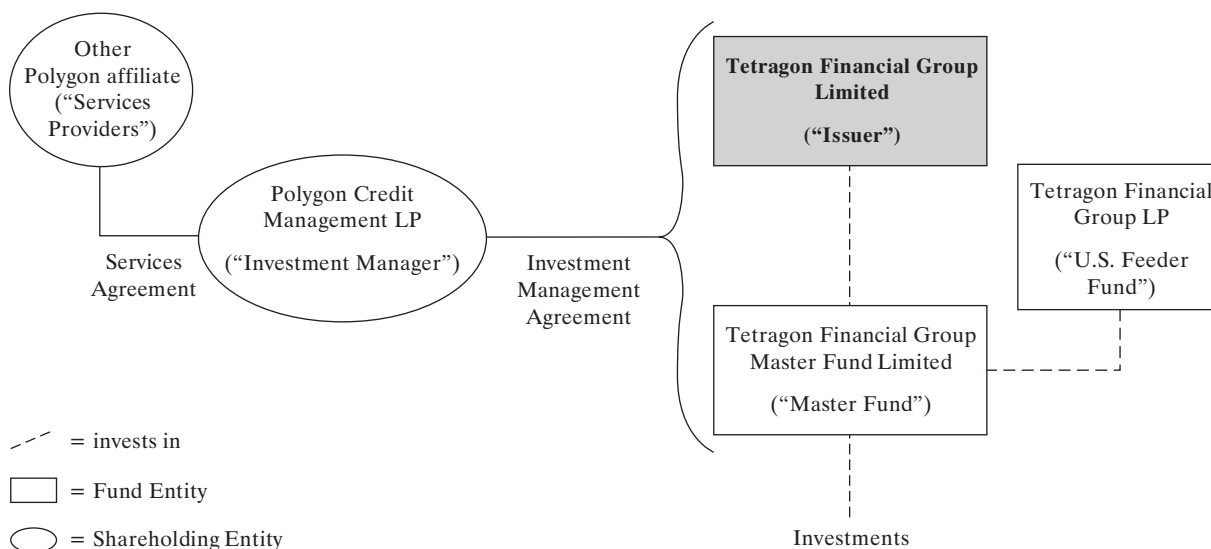 Other
Polygon affiliate
(“Services
Providers”)
Services
Agreement
Polygon Credit
Management LP
(“Investment Manager”)
Investment
Management
Agreement
Tetragon Financial Group
Limited
(“Issuer”)
Tetragon Financial
Group LP
(“U.S. Feeder
Fund”)
Tetragon Financial Group
Master Fund Limited
(“Master Fund”)
Investments
= invests in
= Fund Entity
= Shareholding Entity